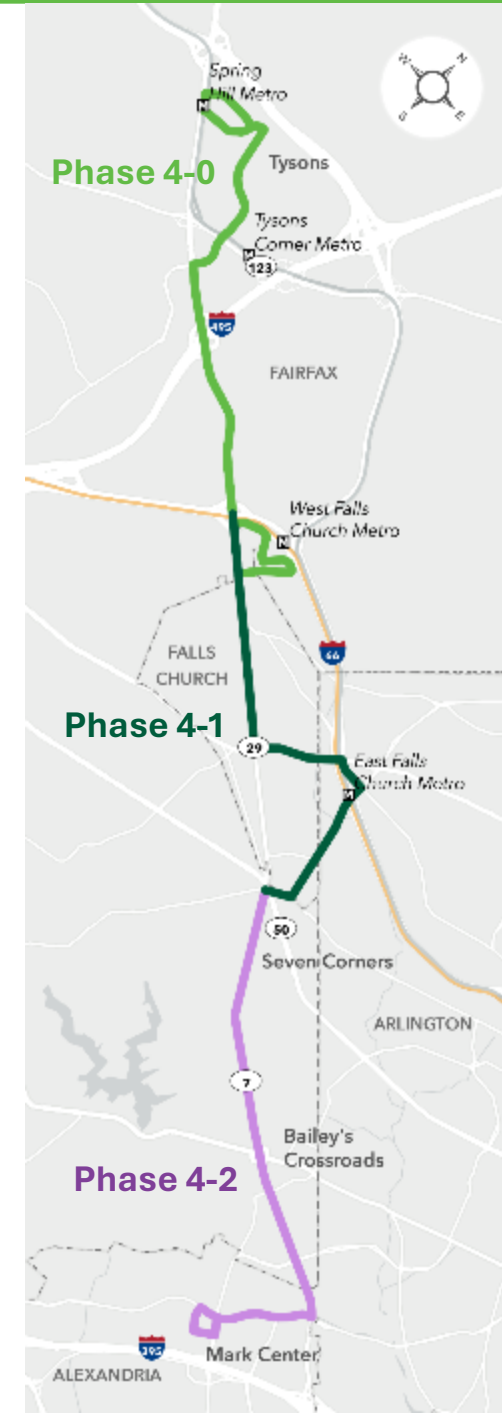 Spring
Hill Metro
N
N
S
E
Phase 4-0
Tysons
Tysons
Corner Metro
M
123
495
FAIRFAX
West Falls
Church Metro
N
FALLS
CHURCH
66
Phase 4-1
29
East Falls
Church Metro
M
50
Seven Corners
ARLINGTON
7
Bailey's
Crossroads
Phase 4-2
395
Mark Center
ALEXANDRIA